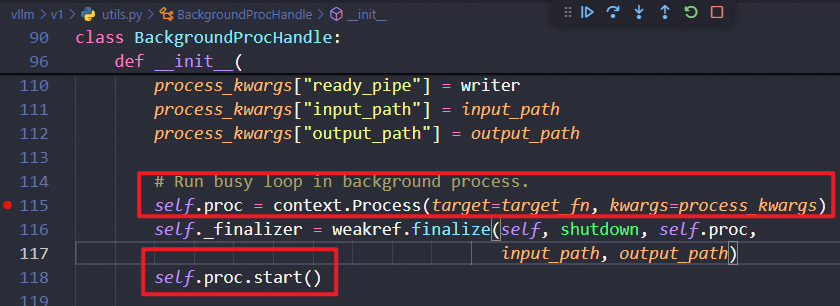 vllm > v1 > utils.py > BackgroundProcHandle > __init__
90 class BackgroundProcHandle:
96 def __init__(
110 process_kwargs["ready_pipe"] = writer
111 process_kwargs["input_path"] = input_path
112 process_kwargs["output_path"] = output_path
113
114 # Run busy loop in background process.
115 self.proc = context.Process(target=target_fn, kwargs=process_kwargs)
116 self._finalizer = weakref.finalize(self, shutdown, self.proc,
117 input_path, output_path)
118 self.proc.start()
119